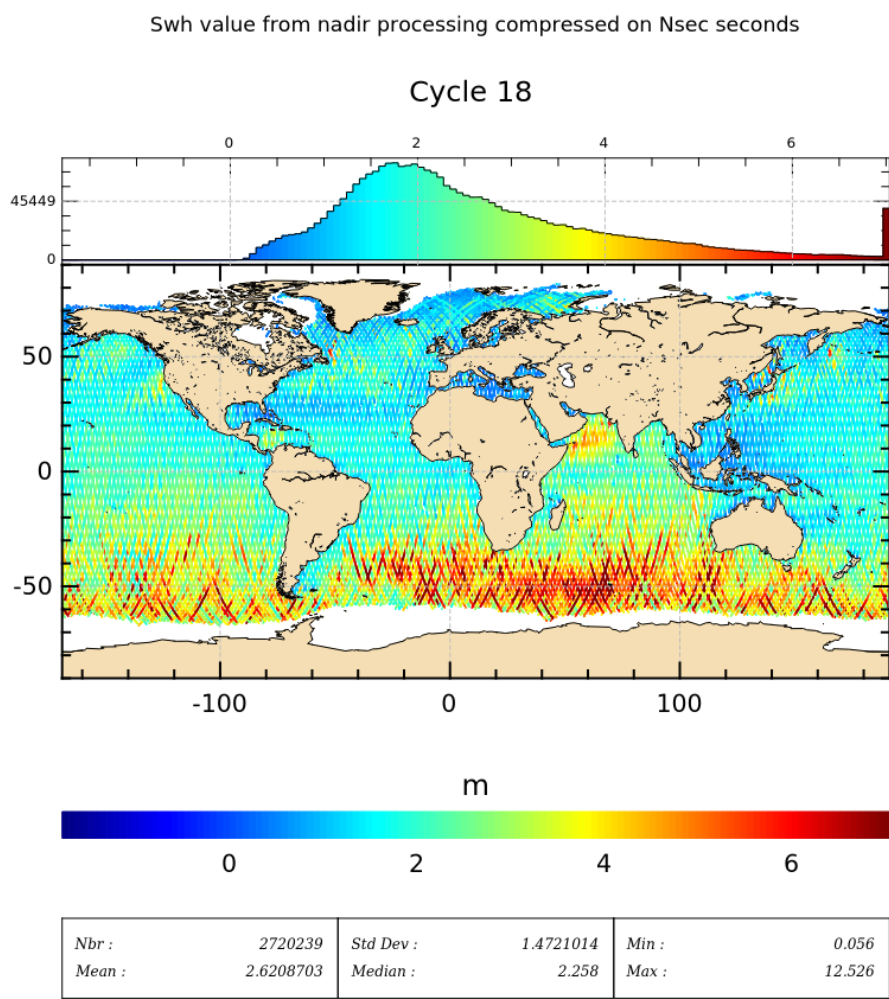 Swh value from nadir processing compressed on Nsec seconds
Cycle 18
0 2 4 6
45449
0
50
0
-50
-100 0 100
m
0 2 4 6
Nbr : 2720239 Std Dev : 1.4721014 Min : 0.056
Mean : 2.6208703 Median : 2.258 Max : 12.526